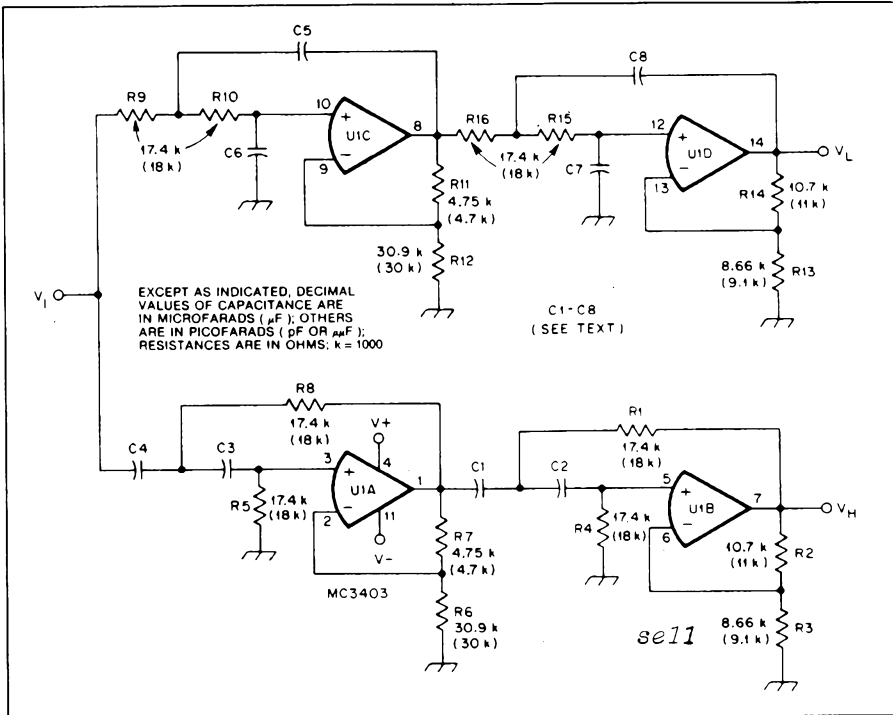 C5
C8
R9
R10
10
+
U1C
8
R16
R15
12
+
U1D
14
V_L
17.4 k
(18 k)
C6
−
9
17.4 k
(18 k)
C7
−
13
R11
4.75 k
(4.7 k)
R14
10.7 k
(11 k)
30.9 k
(30 k)
R12
8.66 k
(9.1 k)
R13
V_I
EXCEPT AS INDICATED, DECIMAL
VALUES OF CAPACITANCE ARE
IN MICROFARADS ( μF ); OTHERS
ARE IN PICOFARADS ( pF OR μμF );
RESISTANCES ARE IN OHMS; k = 1000
C1-C8
( SEE TEXT )
R8
17.4 k
(18 k)
R1
17.4 k
(18 k)
C4
C3
V+
3
+
4
U1A
1
C1
C2
5
+
U1B
7
V_H
R5
17.4 k
(18 k)
2
−
11
V−
R4
17.4 k
(18 k)
6
−
R7
4.75 k
(4.7 k)
10.7 k
(11 k)
R2
MC3403
R6
30.9 k
(30 k)
sell
8.66 k
(9.1 k)
R3